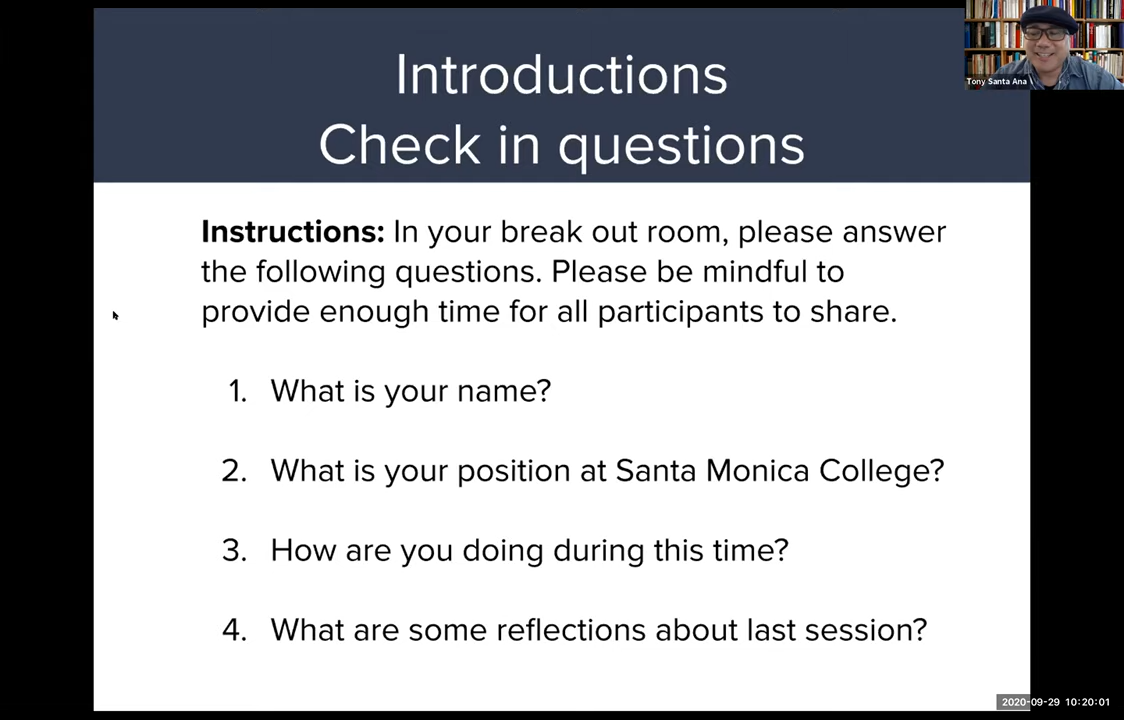 Introductions
Check in questions
Tony Santa Ana
Instructions: In your break out room, please answer
the following questions. Please be mindful to
provide enough time for all participants to share.
1. What is your name?
2. What is your position at Santa Monica College?
3. How are you doing during this time?
4. What are some reflections about last session?
2020-09-29 10:20:01